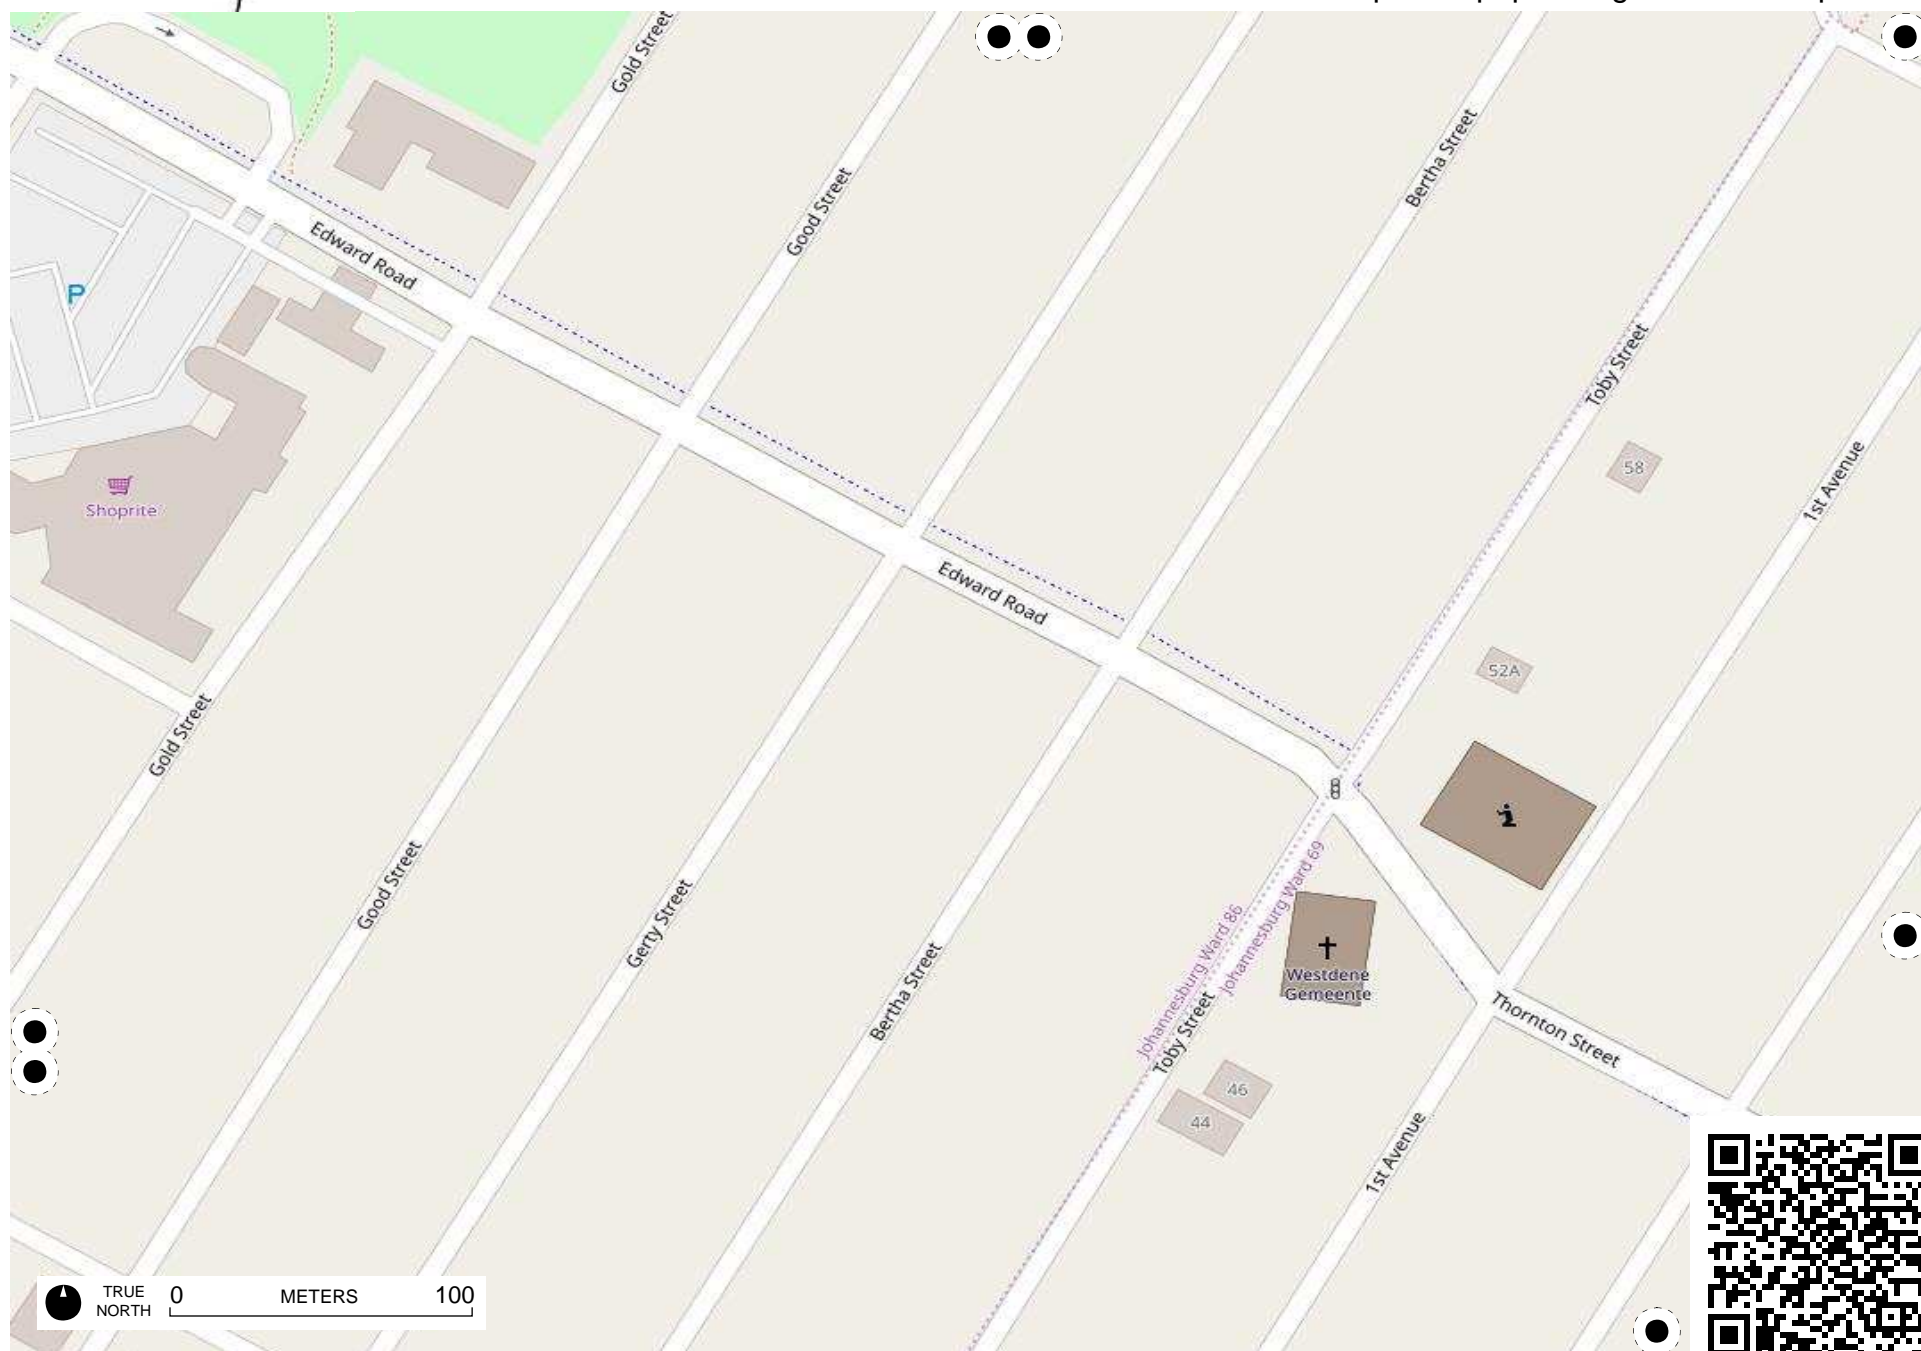 Gold Street
Bertha Street
Good Street
Edward Road
P
Toby Street
58
1st Avenue
Shoprite
Edward Road
52A
Gold Street
Good Street
Gerty Street
Bertha Street
Johannesburg Ward 86
Johannesburg Ward 69
Westdene
Gemeente
Toby Street
Thornton Street
46
44
1st Avenue
TRUE
NORTH
0
METERS
100